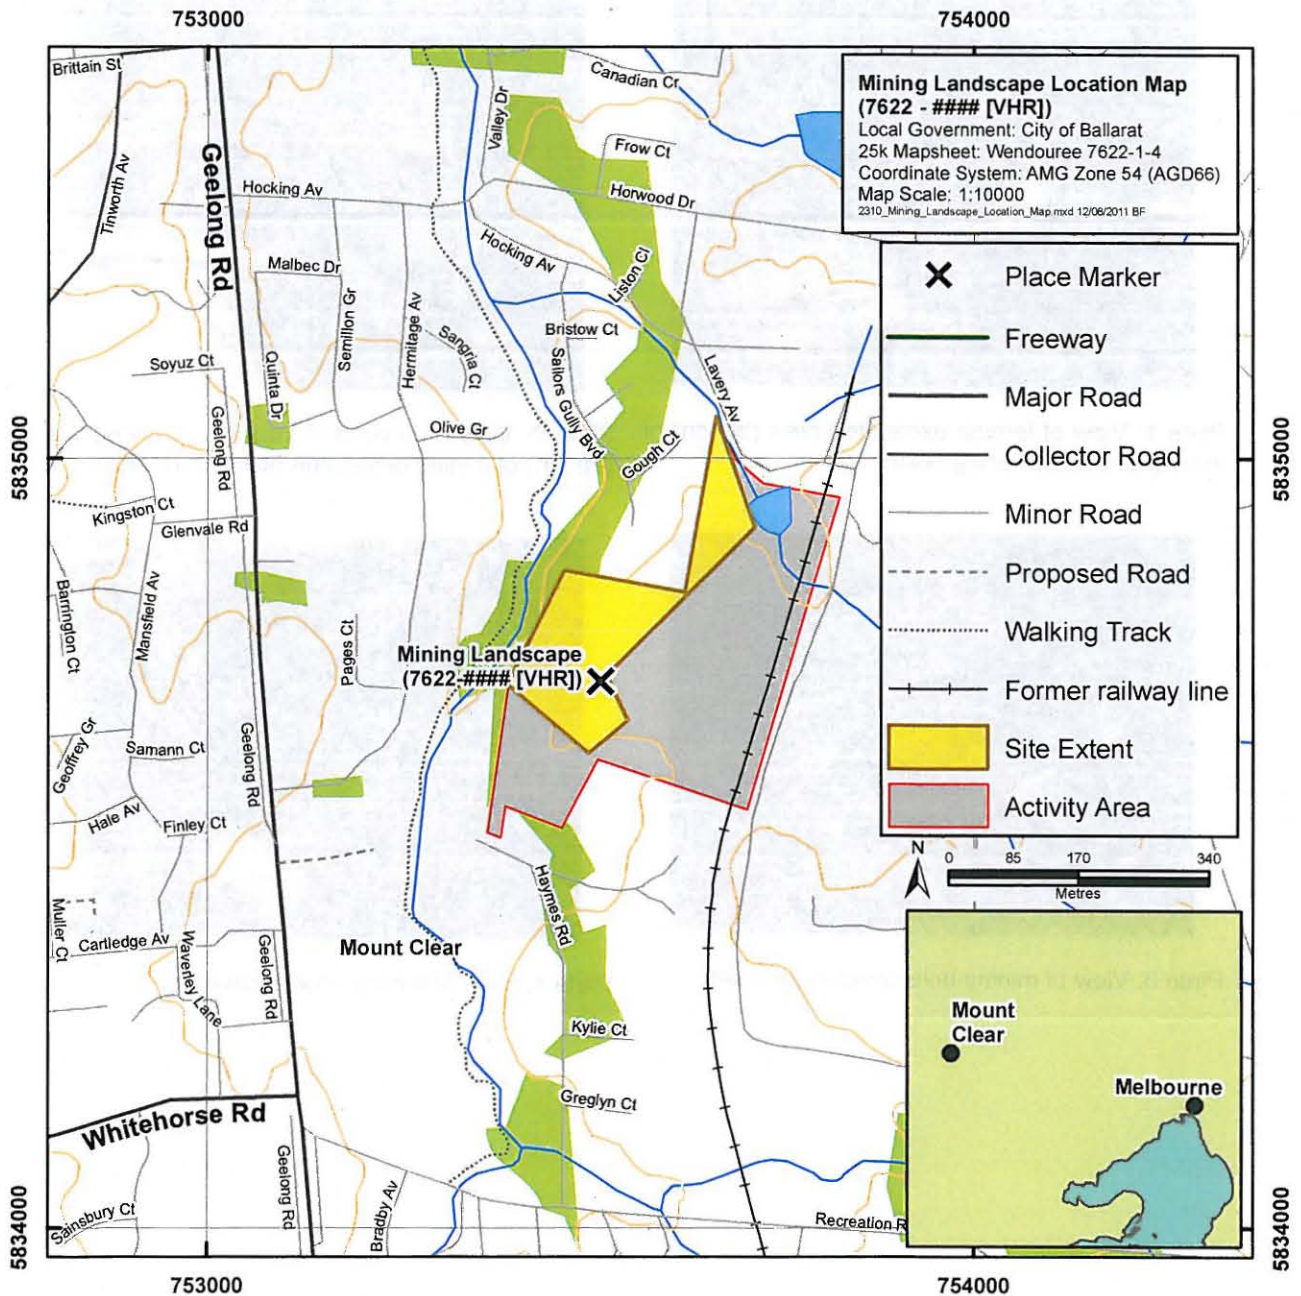 753000
754000
Brittain St
Canadian Cr
Mining Landscape Location Map
(7622 - #### [VHR])
Local Government: City of Ballarat
25k Mapsheet: Wendouree 7622-1-4
Coordinate System: AMG Zone 54 (AGD66)
Map Scale: 1:10000
2310_Mining_Landscape_Location_Map.mxd 12/08/2011 BF
Valley Dr
Frow Ct
Tinworth Av
Geelong Rd
Hocking Av
Horwood Dr
Hocking Av
Malbec Dr
Liston Cl
Semillon Gr
Hermitage Av
Sangria Ct
Bristow Ct
Soyuz Ct
Quinta Dr
Sailors Gully Blvd
Lavery Av
Geelong Rd
Olive Gr
Gough Ct
5835000
5835000
Kingston Ct
Glenvale Rd
Barrington Ct
Mansfield Av
Pages Ct
Mining Landscape
(7622-#### [VHR])
Geoffrey Gr
Samann Ct
Geelong Rd
Hale Av
Finley Ct
Haymes Rd
Muller Ct
Cartledge Av
Waverley Lane
Geelong Rd
Mount Clear
Kylie Ct
Greglyn Ct
Whitehorse Rd
Geelong Rd
Bradby Av
Sainsbury Ct
Recreation R
5834000
5834000
Place Marker
Freeway
Major Road
Collector Road
Minor Road
Proposed Road
Walking Track
Former railway line
Site Extent
Activity Area
N
0 85 170 340
Metres
Mount
Clear
Melbourne
753000
754000